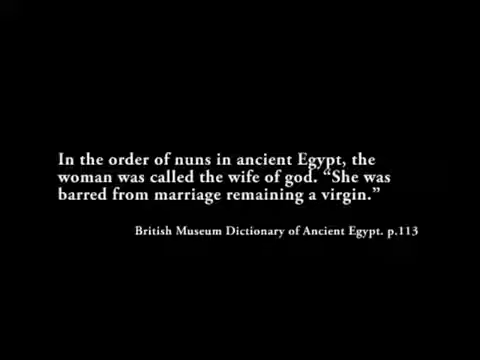 In the order of nuns in ancient Egypt, the
woman was called the wife of god. “She was
barred from marriage remaining a virgin.”
British Museum Dictionary of Ancient Egypt. p.113